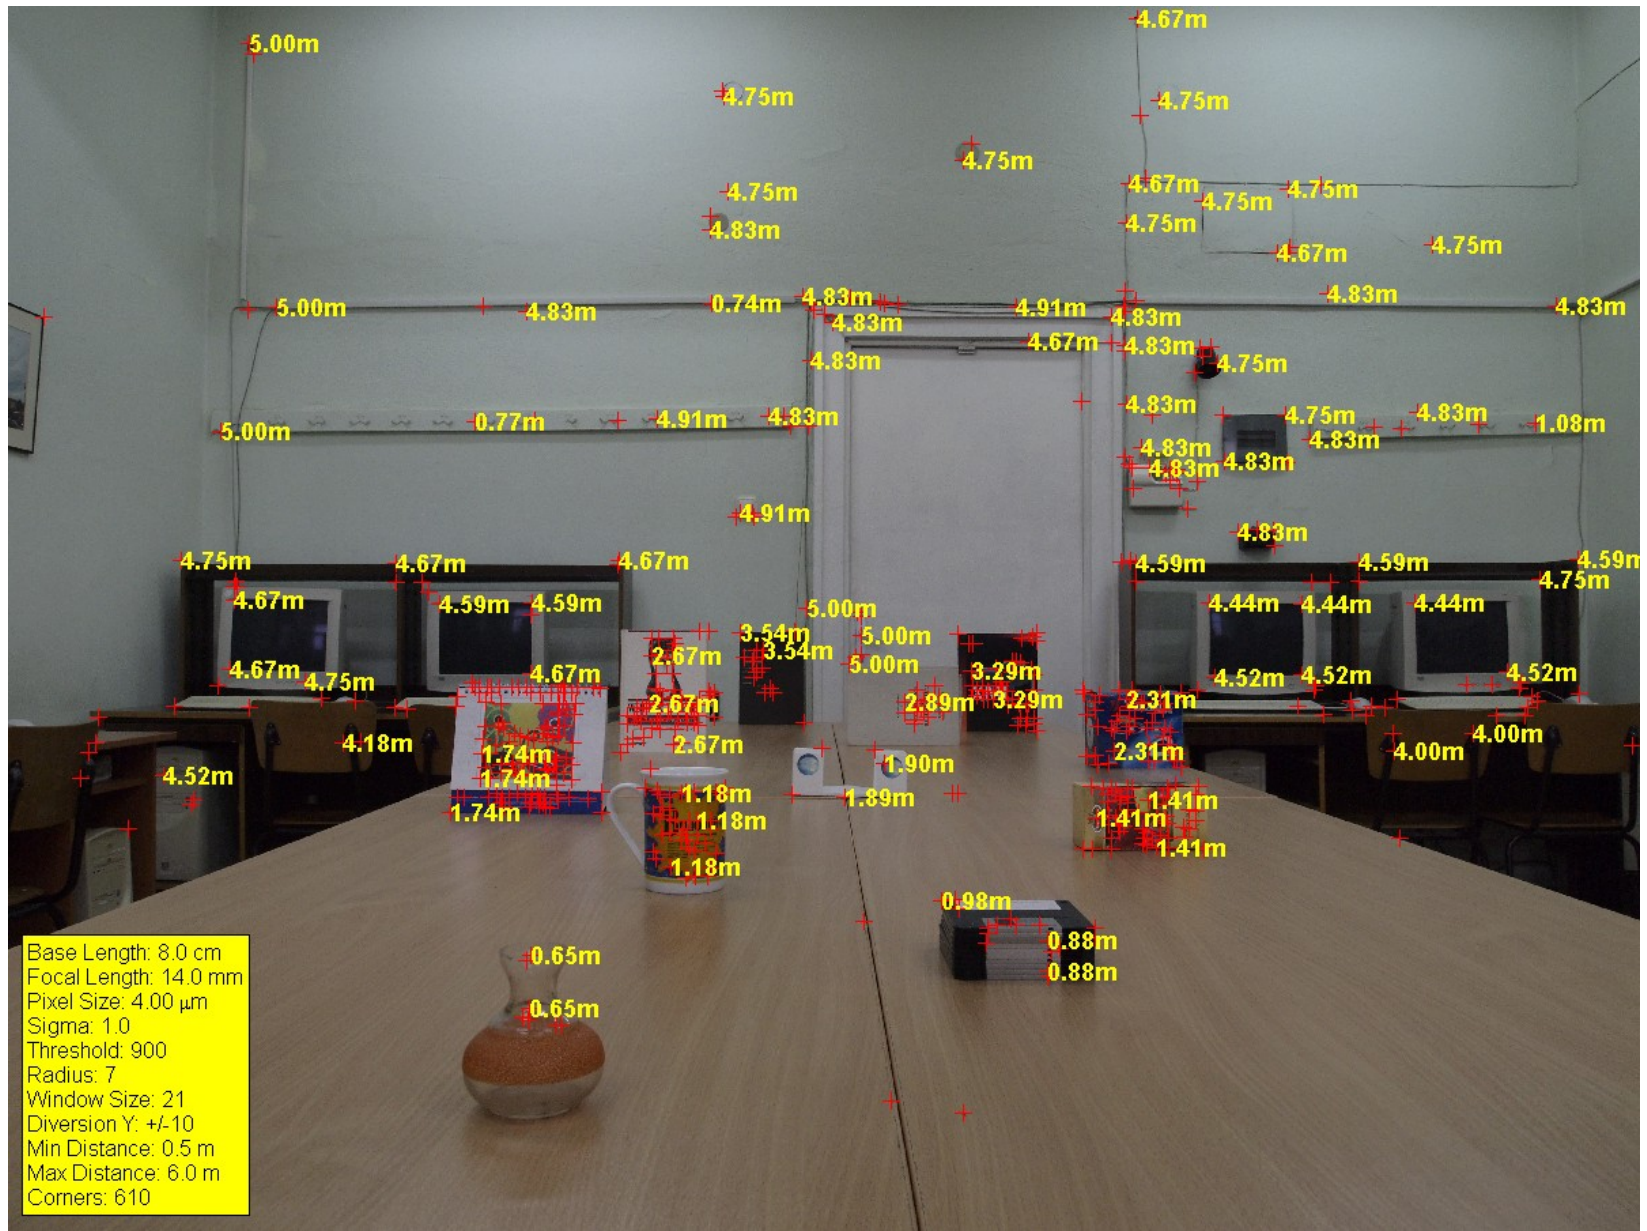 4.67m
5.00m
4.75m
4.75m
4.75m
4.67m
4.75m
4.75m
4.75m
4.75m
4.83m
4.75m
4.67m
4.83m
4.83m
5.00m
4.83m
0.74m
4.91m
4.83m
4.83m
4.83m
4.67m
4.83m
4.83m
4.75m
4.83m
5.00m
0.77m
4.91m
4.83m
4.75m
4.83m
1.08m
4.83m
4.83m
4.83m
4.83m
4.91m
4.83m
4.75m
4.67m
4.67m
4.59m
4.59m
4.59m
4.75m
4.67m
4.59m
4.59m
5.00m
4.44m
4.44m
4.44m
3.54m
5.00m
2.67m
3.54m
5.00m
4.67m
4.75m
4.67m
3.29m
4.52m
4.52m
4.52m
2.67m
2.89m
3.29m
2.31m
4.18m
2.67m
4.00m
4.00m
1.74m
2.31m
4.52m
1.74m
1.90m
1.74m
1.18m
1.89m
1.41m
1.18m
1.41m
1.18m
1.41m
0.98m
0.88m
0.65m
0.88m
0.65m
Base Length: 8.0 cm
Focal Length: 14.0 mm
Pixel Size: 4.00 μm
Sigma: 1.0
Threshold: 900
Radius: 7
Window Size: 21
Diversion Y: +/-10
Min Distance: 0.5 m
Max Distance: 6.0 m
Corners: 610